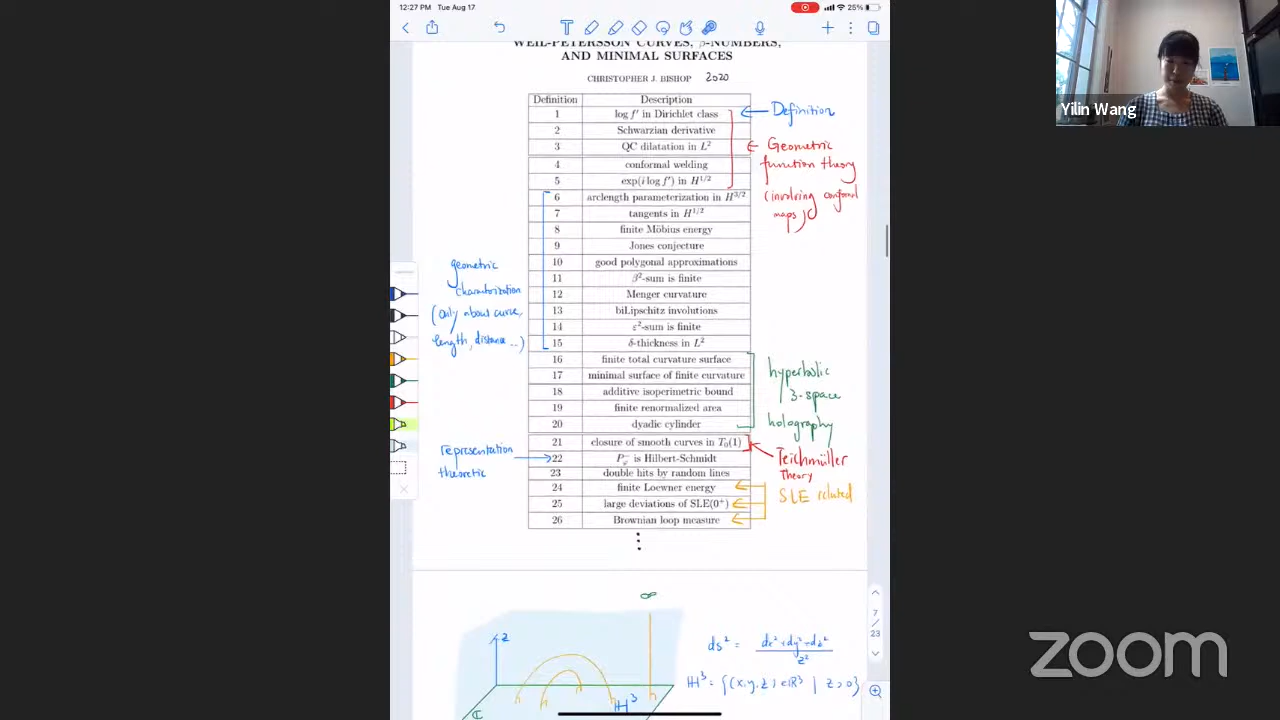 12:27 PM Tue Aug 17
25%
WEIL-PETERSSON CURVES, β-NUMBERS,
AND MINIMAL SURFACES
CHRISTOPHER J. BISHOP 2020
Definition Description
1 log f′ in Dirichlet class
2 Schwarzian derivative
3 QC dilatation in L²
4 conformal welding
5 exp(i log f′) in H^{1/2}
6 arclength parameterization in H^{3/2}
7 tangents in H^{1/2}
8 finite Möbius energy
9 Jones conjecture
10 good polygonal approximations
11 β²-sum is finite
12 Menger curvature
13 biLipschitz involutions
14 ε²-sum is finite
15 δ-thickness in L²
16 finite total curvature surface
17 minimal surface of finite curvature
18 additive isoperimetric bound
19 finite renormalized area
20 dyadic cylinder
21 closure of smooth curves in T₀(1)
22 P⁻_φ is Hilbert-Schmidt
23 double hits by random lines
24 finite Loewner energy
25 large deviations of SLE(0⁺)
26 Brownian loop measure
Definition
Geometric
function theory
(involving conformal
maps)
geometric
characterization
(only about curve,
length, distance...)
hyperbolic
3-space
holography
representation
theoretic
Teichmüller
theory
SLE related
∞
z
ds² = dx²+dy²+dz² / z²
H³ = {(x,y,z) ∈ R³ | z>0}
H³
C
7
/
23
Yilin Wang
zoom